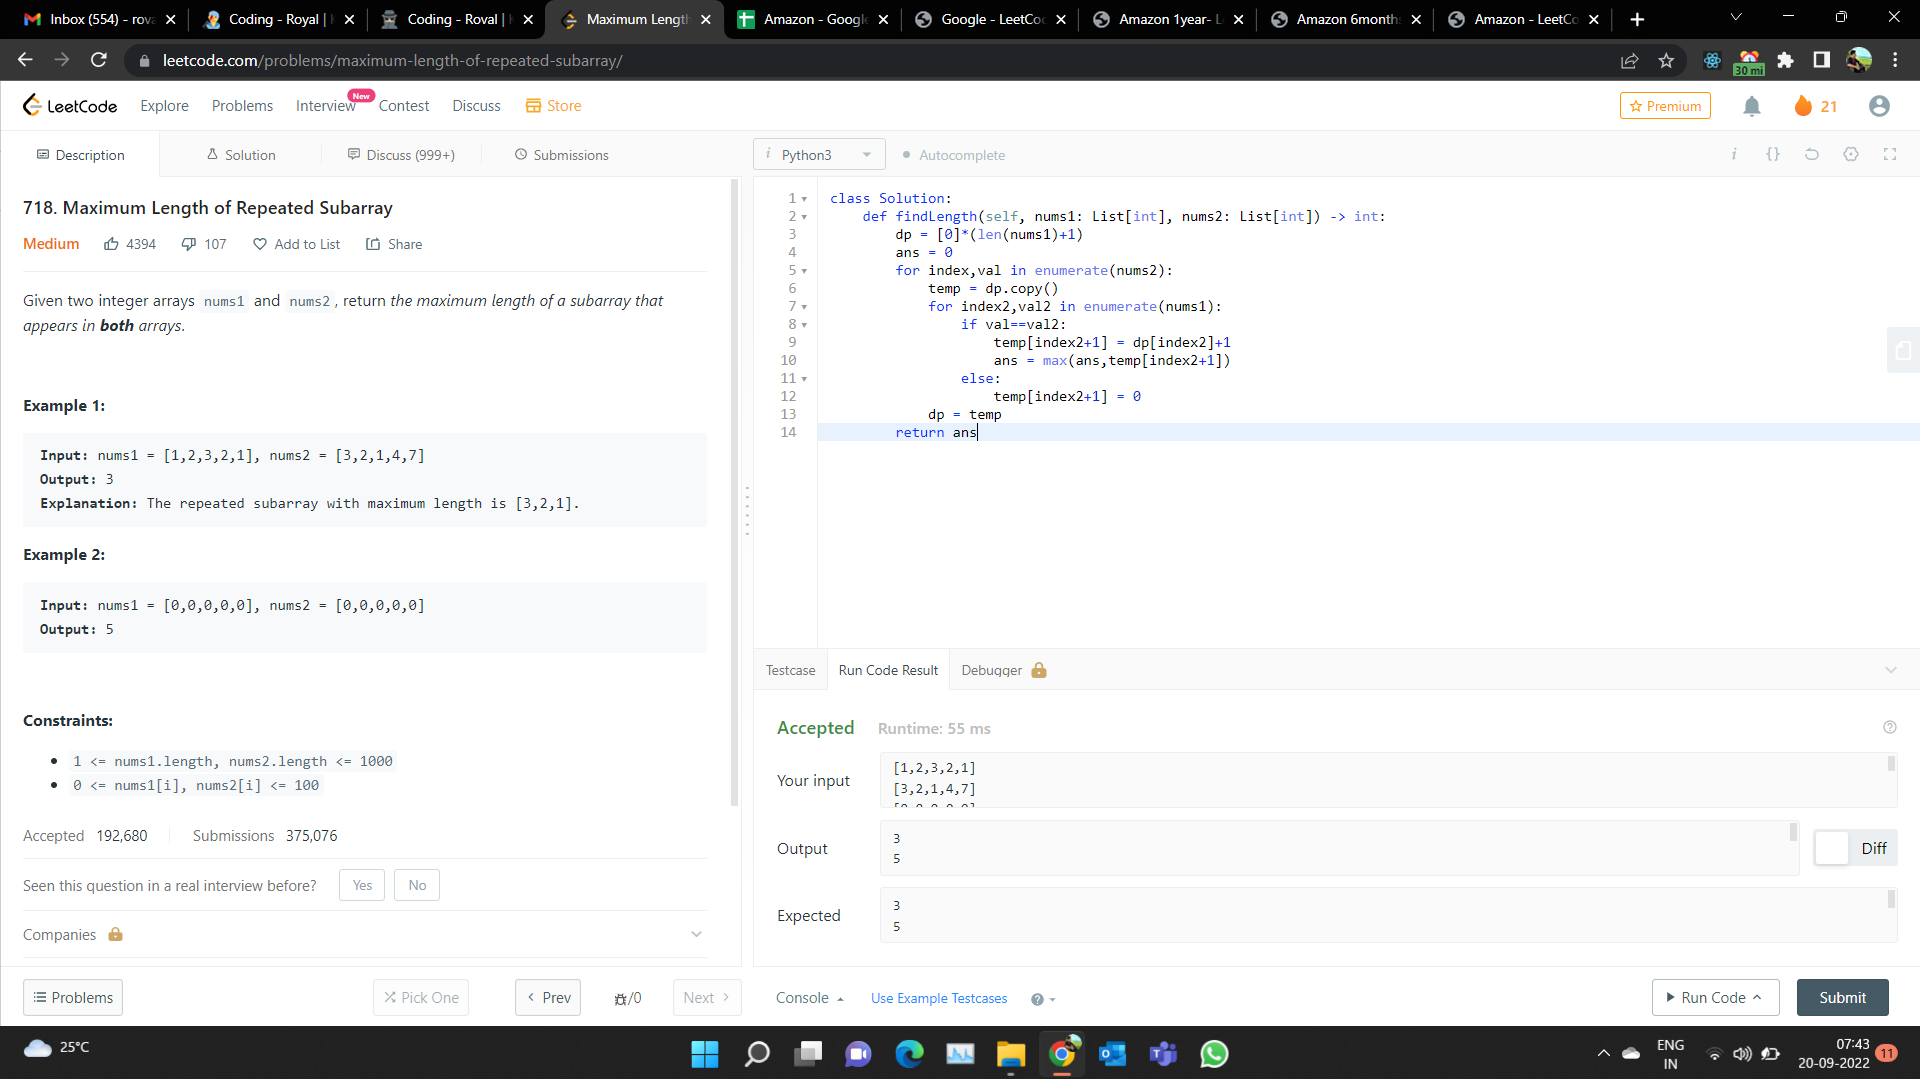 Inbox (554) - rova
Coding - Royal |
Coding - Royal |
Maximum Length
Amazon - Google
Google - LeetCo
Amazon 1year- L
Amazon 6month
Amazon - LeetCo
leetcode.com/problems/maximum-length-of-repeated-subarray/
30 mi
LeetCode
Explore
Problems
Interview
New
Contest
Discuss
Store
Premium
21
Description
Solution
Discuss (999+)
Submissions
i Python3
Autocomplete
718. Maximum Length of Repeated Subarray
Medium
4394
107
Add to List
Share
Given two integer arrays nums1 and nums2, return the maximum length of a subarray that
appears in both arrays.
Example 1:
Input: nums1 = [1,2,3,2,1], nums2 = [3,2,1,4,7]
Output: 3
Explanation: The repeated subarray with maximum length is [3,2,1].
Example 2:
Input: nums1 = [0,0,0,0,0], nums2 = [0,0,0,0,0]
Output: 5
Constraints:
1 <= nums1.length, nums2.length <= 1000
0 <= nums1[i], nums2[i] <= 100
Accepted 192,680
Submissions 375,076
Seen this question in a real interview before?
Yes
No
Companies
1 class Solution:
2 def findLength(self, nums1: List[int], nums2: List[int]) -> int:
3 dp = [0]*(len(nums1)+1)
4 ans = 0
5 for index,val in enumerate(nums2):
6 temp = dp.copy()
7 for index2,val2 in enumerate(nums1):
8 if val==val2:
9 temp[index2+1] = dp[index2]+1
10 ans = max(ans,temp[index2+1])
11 else:
12 temp[index2+1] = 0
13 dp = temp
14 return ans
Testcase
Run Code Result
Debugger
Accepted
Runtime: 55 ms
Your input
[1,2,3,2,1]
[3,2,1,4,7]
Output
3
5
Diff
Expected
3
5
Problems
Pick One
Prev
/0
Next
Console
Use Example Testcases
Run Code
Submit
25°C
ENG
IN
07:43
20-09-2022
11